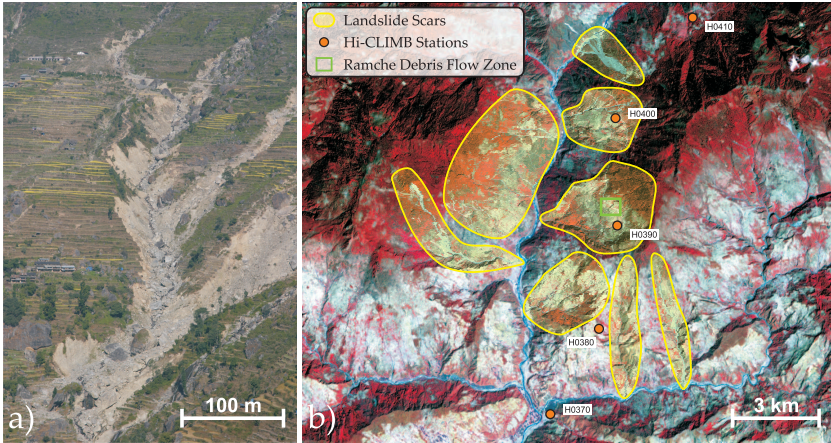 a)
100 m
b)
Landslide Scars
Hi-CLIMB Stations
Ramche Debris Flow Zone
H0410
H0400
H0390
H0380
H0370
3 km